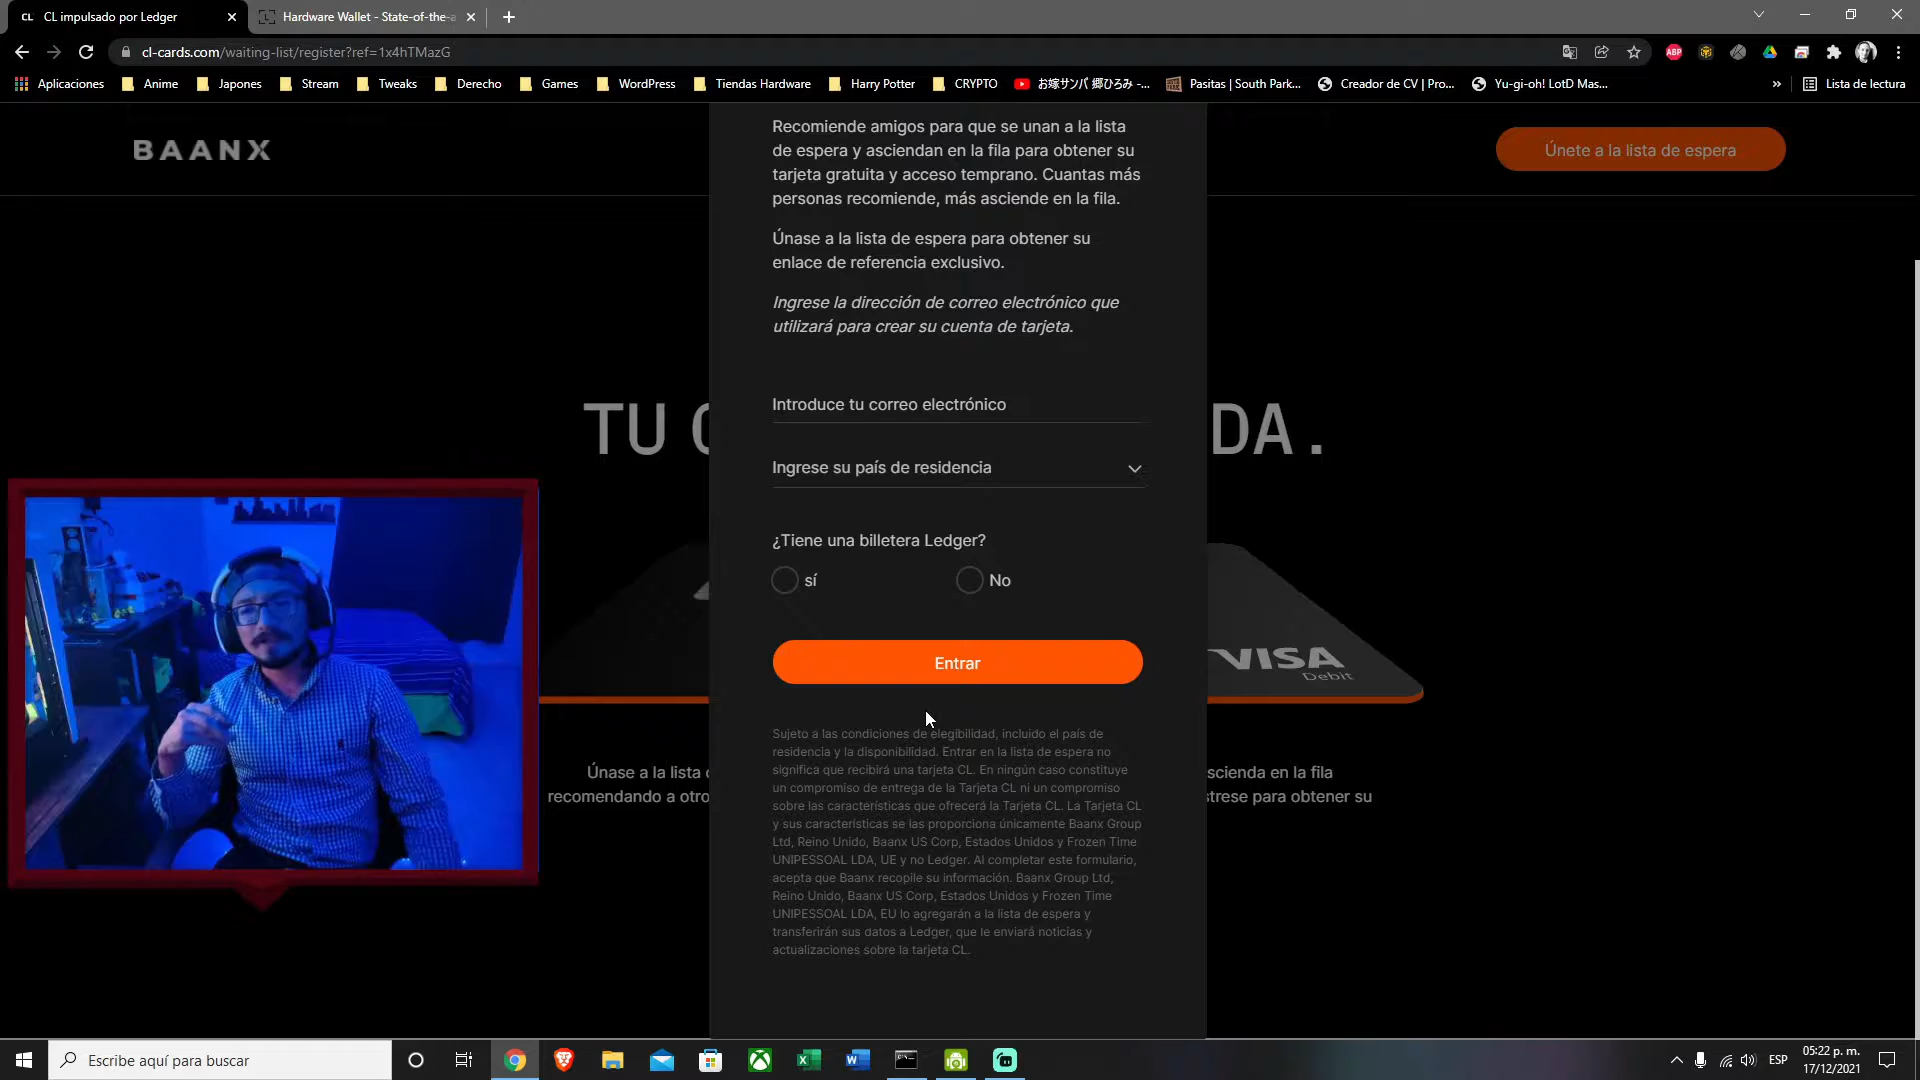 CL CL impulsado por Ledger
Hardware Wallet - State-of-the-a
cl-cards.com/waiting-list/register?ref=1x4hTMazG
ABP
Aplicaciones
Anime
Japones
Stream
Tweaks
Derecho
Games
WordPress
Tiendas Hardware
Harry Potter
CRYPTO
お嫁サンバ 郷ひろみ -...
Pasitas | South Park...
Creador de CV | Pro...
Yu-gi-oh! LotD Mas...
»
Lista de lectura
BAANX
Únete a la lista de espera
Recomiende amigos para que se unan a la lista
de espera y asciendan en la fila para obtener su
tarjeta gratuita y acceso temprano. Cuantas más
personas recomiende, más asciende en la fila.
Únase a la lista de espera para obtener su
enlace de referencia exclusivo.
Ingrese la dirección de correo electrónico que
utilizará para crear su cuenta de tarjeta.
Introduce tu correo electrónico
TU C
DA.
Ingrese su país de residencia
¿Tiene una billetera Ledger?
sí
No
Entrar
VISA
Debit
Sujeto a las condiciones de elegibilidad, incluido el país de
residencia y la disponibilidad. Entrar en la lista de espera no
significa que recibirá una tarjeta CL. En ningún caso constituye
un compromiso de entrega de la Tarjeta CL ni un compromiso
sobre las características que ofrecerá la Tarjeta CL. La Tarjeta CL
y sus características se las proporciona únicamente Baanx Group
Ltd, Reino Unido, Baanx US Corp, Estados Unidos y Frozen Time
UNIPESSOAL LDA, UE y no Ledger. Al completar este formulario,
acepta que Baanx recopile su información. Baanx Group Ltd,
Reino Unido, Baanx US Corp, Estados Unidos y Frozen Time
UNIPESSOAL LDA, EU lo agregarán a la lista de espera y
transferirán sus datos a Ledger, que le enviará noticias y
actualizaciones sobre la tarjeta CL.
Únase a la lista
recomendando a otro
scienda en la fila
strese para obtener su
Escribe aquí para buscar
ESP
05:22 p. m.
17/12/2021